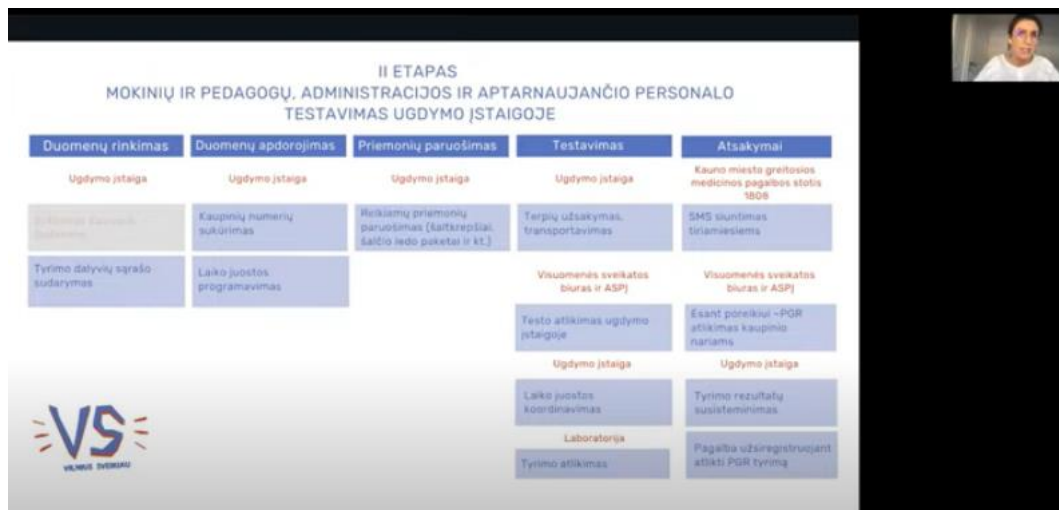 II ETAPAS
MOKINIŲ IR PEDAGOGŲ, ADMINISTRACIJOS IR APTARNAUJANČIO PERSONALO
TESTAVIMAS UGDYMO ĮSTAIGOJE
Duomenų rinkimas
Ugdymo įstaiga
Tyrimo dalyvių sąrašo
sudarymas
Duomenų apdorojimas
Ugdymo įstaiga
Kaupinių numerių
sukūrimas
Laiko juostos
programavimas
Priemonių paruošimas
Ugdymo įstaiga
Reikiamų priemonių
paruošimas (šaltkrepšiai,
šalčio ledo paketai ir kt.)
Testavimas
Ugdymo įstaiga
Terpių užsakymas,
transportavimas
Visuomenės sveikatos
biuras ir ASPĮ
Testo atlikimas ugdymo
įstaigoje
Ugdymo įstaiga
Laiko juostos
koordinavimas
Laboratorija
Tyrimo atlikimas
Atsakymai
Kauno miesto greitosios
medicinos pagalbos stotis
1808
SMS siuntimas
tiriamiesiems
Visuomenės sveikatos
biuras ir ASPĮ
Esant poreikiui –PGR
atlikimas kaupinio
nariams
Ugdymo įstaiga
Tyrimo rezultatų
susisteminimas
Pagalba užsiregstruojant
atlikti PGR tyrimą
VS
VILNIUS SVEIKIAU